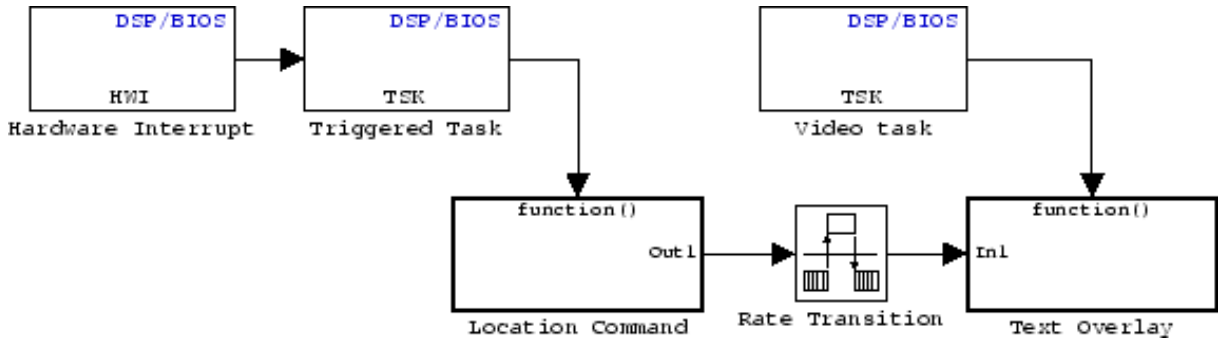 DSP/BIOS
HWI
Hardware Interrupt
DSP/BIOS
TSK
Triggered Task
DSP/BIOS
TSK
Video task
function()
Out1
Location Command
Rate Transition
function()
In1
Text Overlay